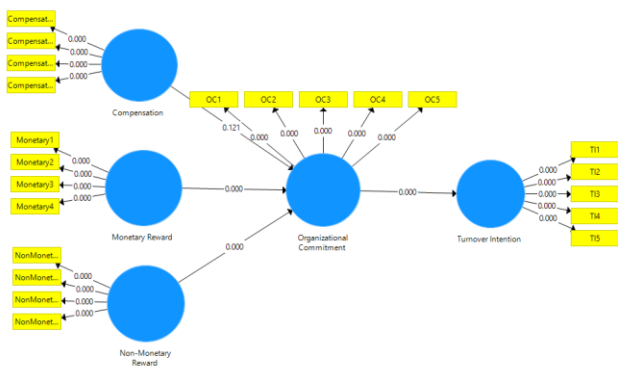 Compensat...
Compensat...
Compensat...
Compensat...
0.000
0.000
0.000
0.000
Compensation
OC1
OC2
OC3
OC4
OC5
0.121
0.000
0.000
0.000
0.000
0.000
Monetary1
Monetary2
Monetary3
Monetary4
0.000
0.000
0.000
0.000
Monetary Reward
0.000
Organizational
Commitment
0.000
Turnover Intention
0.000
0.000
0.000
0.000
0.000
TI1
TI2
TI3
TI4
TI5
0.000
NonMonet...
NonMonet...
NonMonet...
NonMonet...
0.000
0.000
0.000
0.000
Non-Monetary
Reward